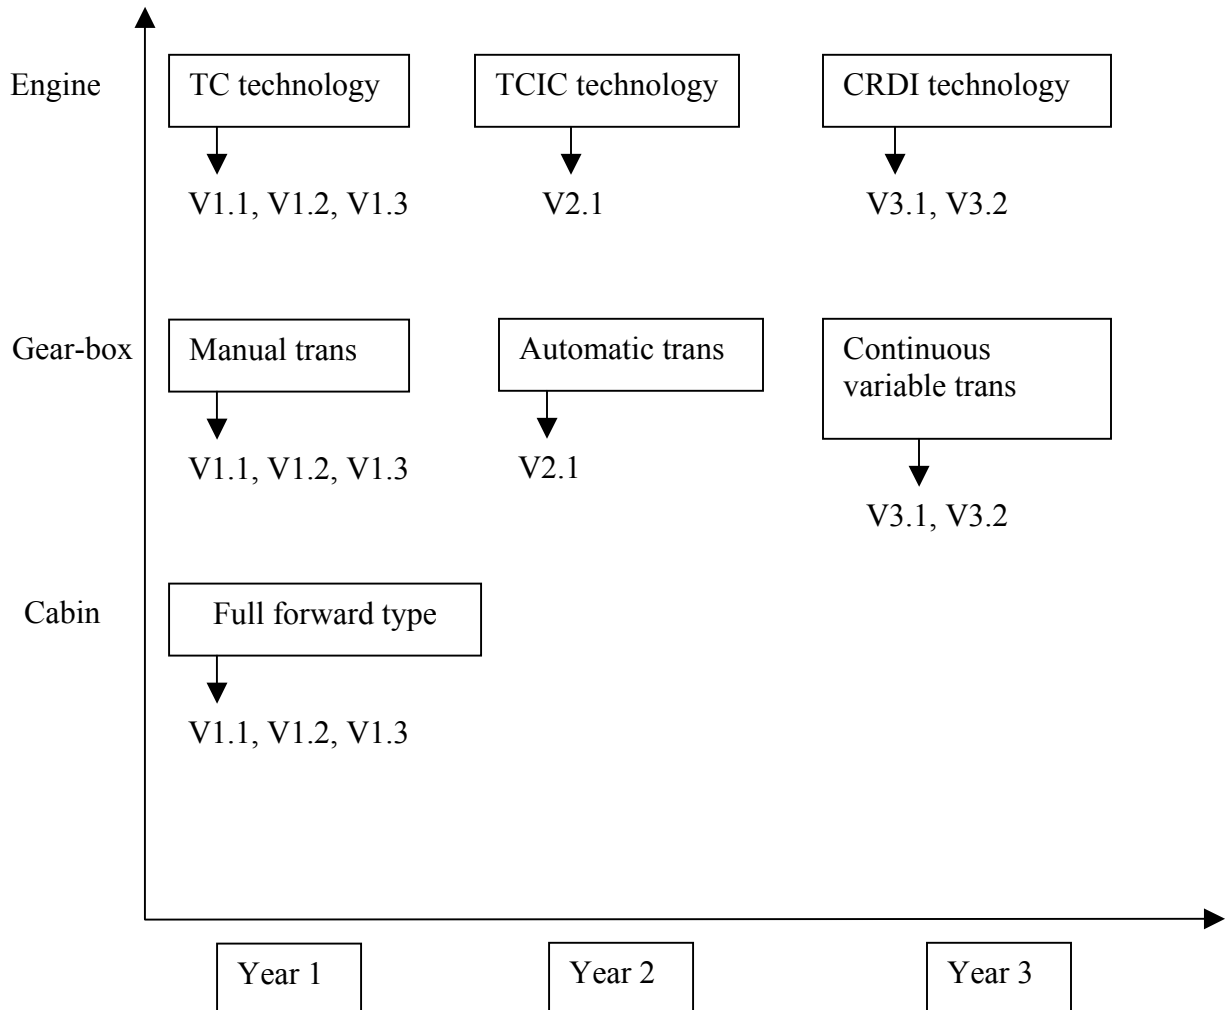 Engine
TC technology
TCIC technology
CRDI technology
V1.1, V1.2, V1.3
V2.1
V3.1, V3.2
Gear-box
Manual trans
Automatic trans
Continuous
variable trans
V1.1, V1.2, V1.3
V2.1
V3.1, V3.2
Cabin
Full forward type
V1.1, V1.2, V1.3
Year 1
Year 2
Year 3